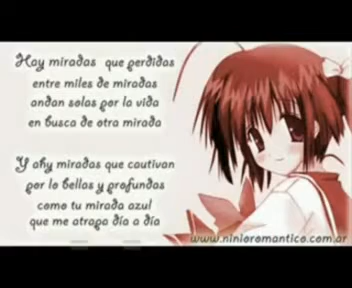 Hay miradas que perdidas
entre miles de miradas
andan solas por la vida
en busca de otra mirada
Y ahy miradas que cautivan
por lo bellas y profundas
como tu mirada azul
que me atrapa día a día
www.ninioromantico.com.ar